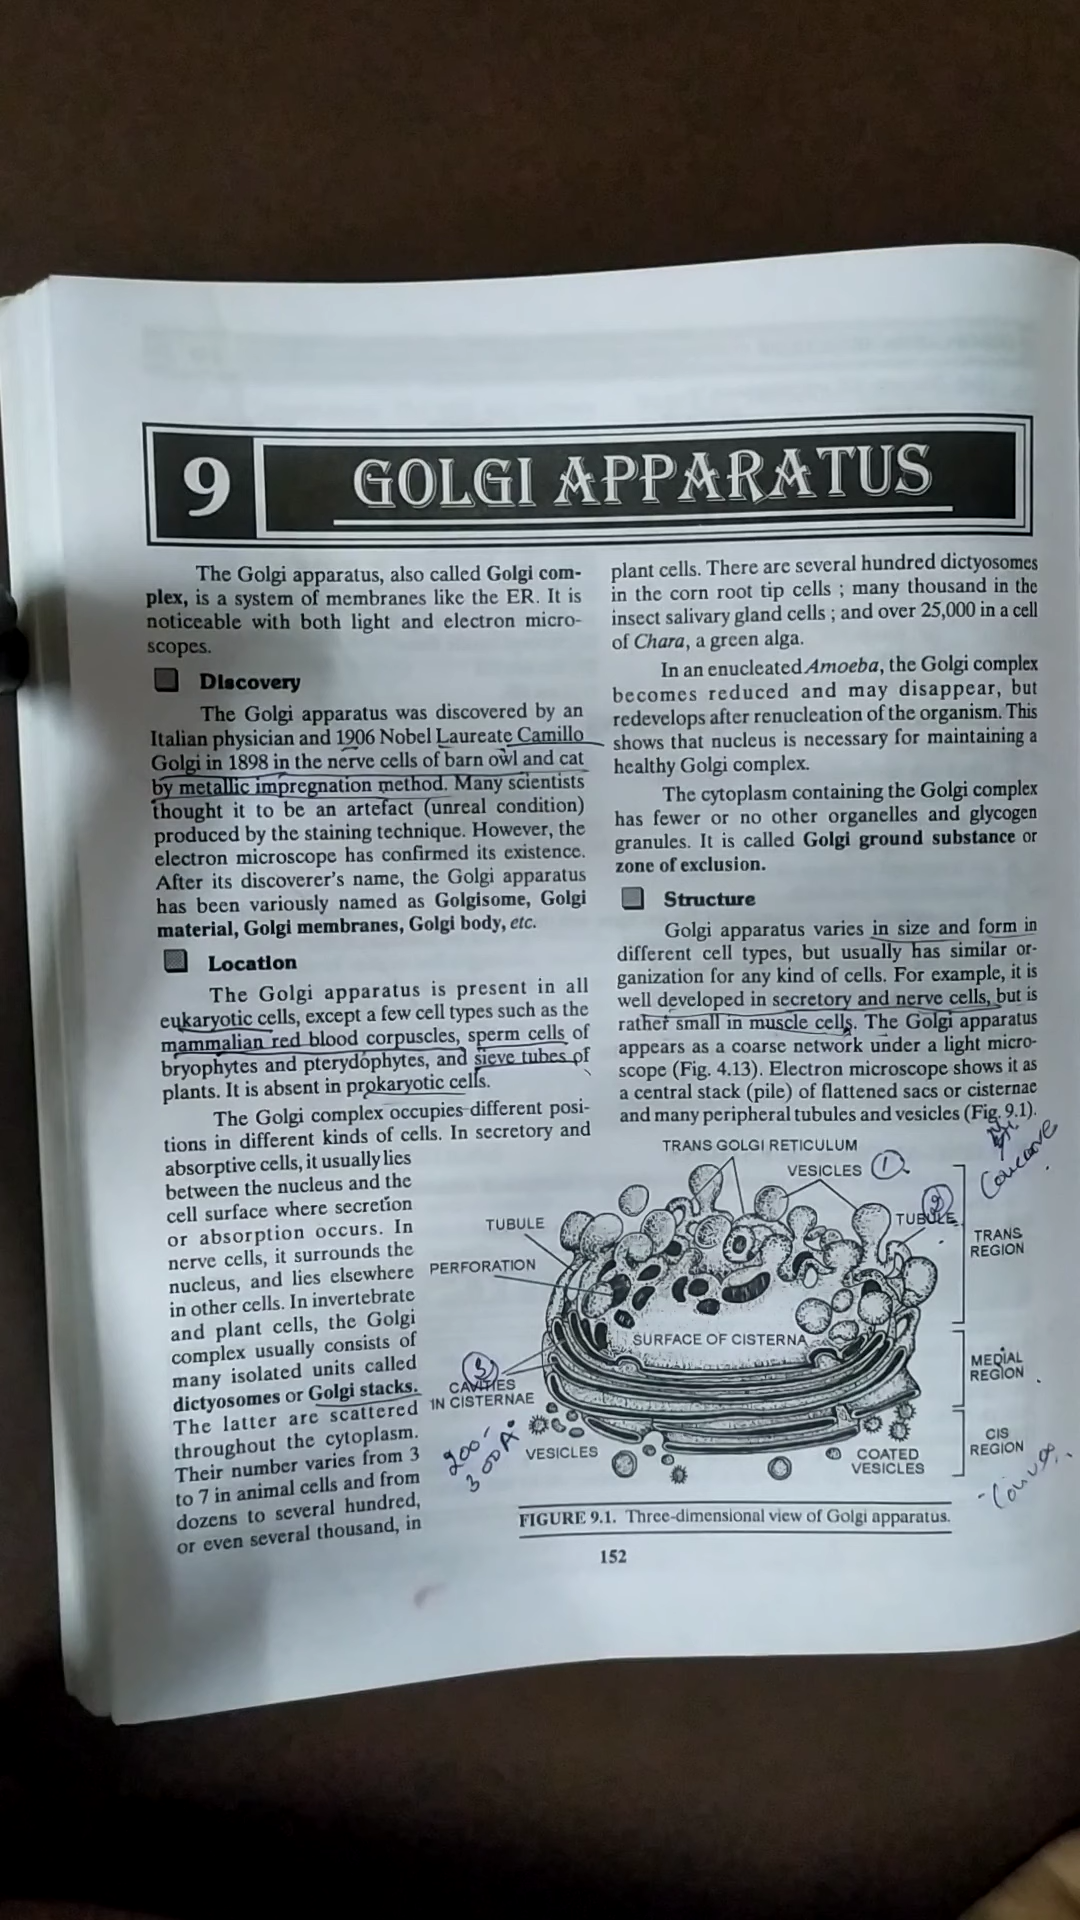 9
GOLGI APPARATUS
The Golgi apparatus, also called Golgi com-
plex, is a system of membranes like the ER. It is
noticeable with both light and electron micro-
scopes.
Discovery
The Golgi apparatus was discovered by an
Italian physician and 1906 Nobel Laureate Camillo
Golgi in 1898 in the nerve cells of barn owl and cat
by metallic impregnation method. Many scientists
thought it to be an artefact (unreal condition)
produced by the staining technique. However, the
electron microscope has confirmed its existence.
After its discoverer's name, the Golgi apparatus
has been variously named as Golgisome, Golgi
material, Golgi membranes, Golgi body, etc.
Location
The Golgi apparatus is present in all
eukaryotic cells, except a few cell types such as the
mammalian red blood corpuscles, sperm cells of
bryophytes and pterydophytes, and sieve tubes of
plants. It is absent in prokaryotic cells.
The Golgi complex occupies different posi-
tions in different kinds of cells. In secretory and
absorptive cells, it usually lies
between the nucleus and the
cell surface where secretion
or absorption occurs. In
nerve cells, it surrounds the
nucleus, and lies elsewhere
in other cells. In invertebrate
and plant cells, the Golgi
complex usually consists of
many isolated units called
dictyosomes or Golgi stacks.
The latter are scattered
throughout the cytoplasm.
Their number varies from 3
to 7 in animal cells and from
dozens to several hundred,
or even several thousand, in
plant cells. There are several hundred dictyosomes
in the corn root tip cells ; many thousand in the
insect salivary gland cells ; and over 25,000 in a cell
of Chara, a green alga.
In an enucleated Amoeba, the Golgi complex
becomes reduced and may disappear, but
redevelops after renucleation of the organism. This
shows that nucleus is necessary for maintaining a
healthy Golgi complex.
The cytoplasm containing the Golgi complex
has fewer or no other organelles and glycogen
granules. It is called Golgi ground substance or
zone of exclusion.
Structure
Golgi apparatus varies in size and form in
different cell types, but usually has similar or-
ganization for any kind of cells. For example, it is
well developed in secretory and nerve cells, but is
rather small in muscle cells. The Golgi apparatus
appears as a coarse network under a light micro-
scope (Fig. 4.13). Electron microscope shows it as
a central stack (pile) of flattened sacs or cisternae
and many peripheral tubules and vesicles (Fig. 9.1).
TRANS GOLGI RETICULUM
VESICLES 1
concave
TUBULE
2
TUBULE
TRANS
REGION
PERFORATION
SURFACE OF CISTERNA
MEDIAL
REGION
3
CAVITIES
IN CISTERNAE
200-
300A°
VESICLES
COATED
VESICLES
CIS
REGION
FIGURE 9.1. Three-dimensional view of Golgi apparatus.
152